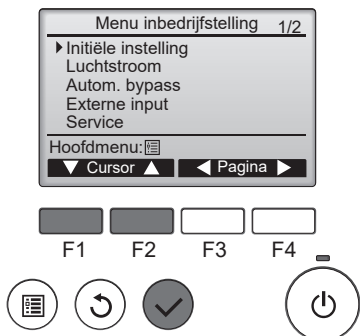 Menu inbedrijfstelling 1/2
Initiële instelling
Luchtstroom
Autom. bypass
Externe input
Service
Hoofdmenu:
▼ Cursor ▲ ◀ Pagina ▶
F1 F2 F3 F4